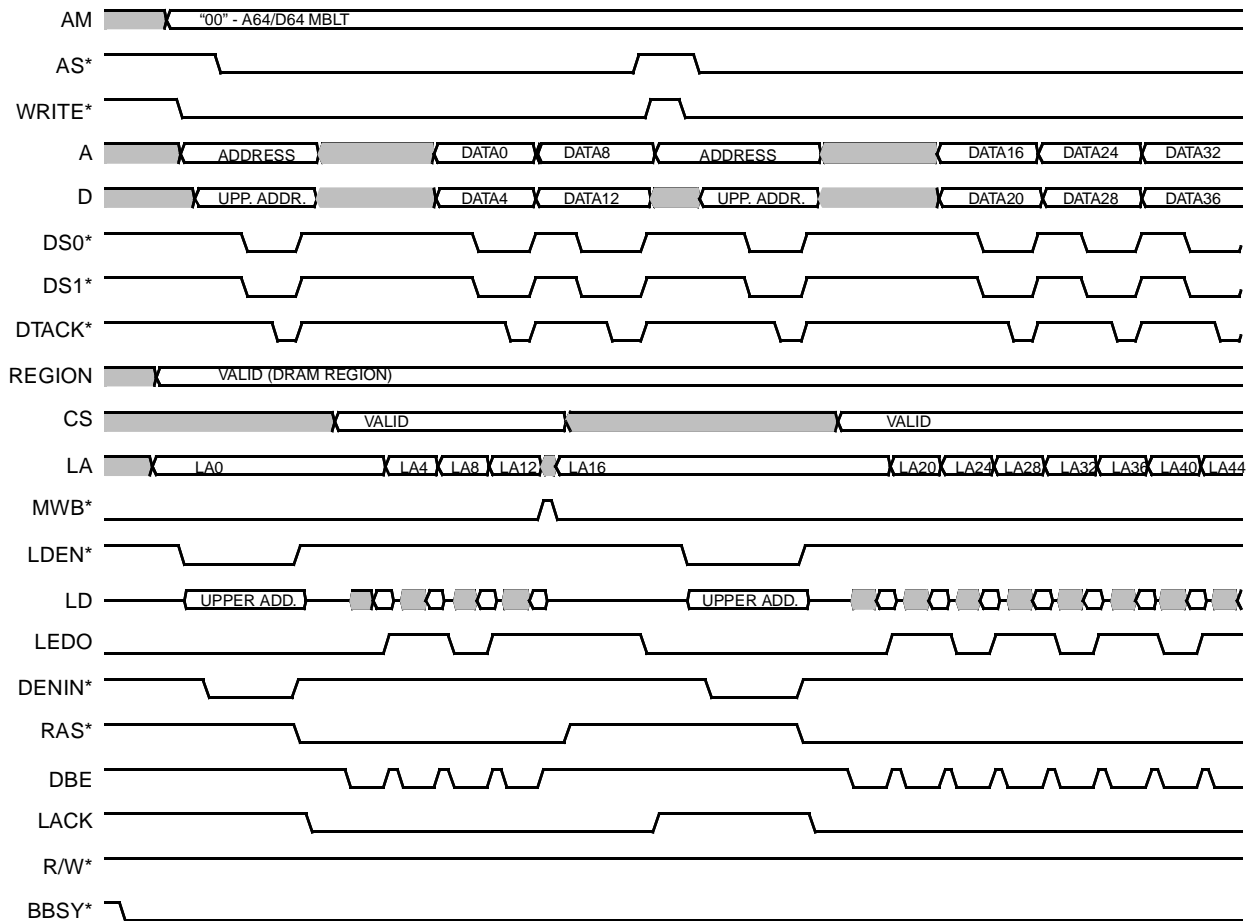 AM "00" - A64/D64 MBLT
AS*
WRITE*
A ADDRESS DATA0 DATA8 ADDRESS DATA16 DATA24 DATA32
D UPP. ADDR. DATA4 DATA12 UPP. ADDR. DATA20 DATA28 DATA36
DS0*
DS1*
DTACK*
REGION VALID (DRAM REGION)
CS VALID VALID
LA LA0 LA4 LA8 LA12 LA16 LA20 LA24 LA28 LA32 LA36 LA40 LA44
MWB*
LDEN*
LD UPPER ADD. UPPER ADD.
LEDO
DENIN*
RAS*
DBE
LACK
R/W*
BBSY*